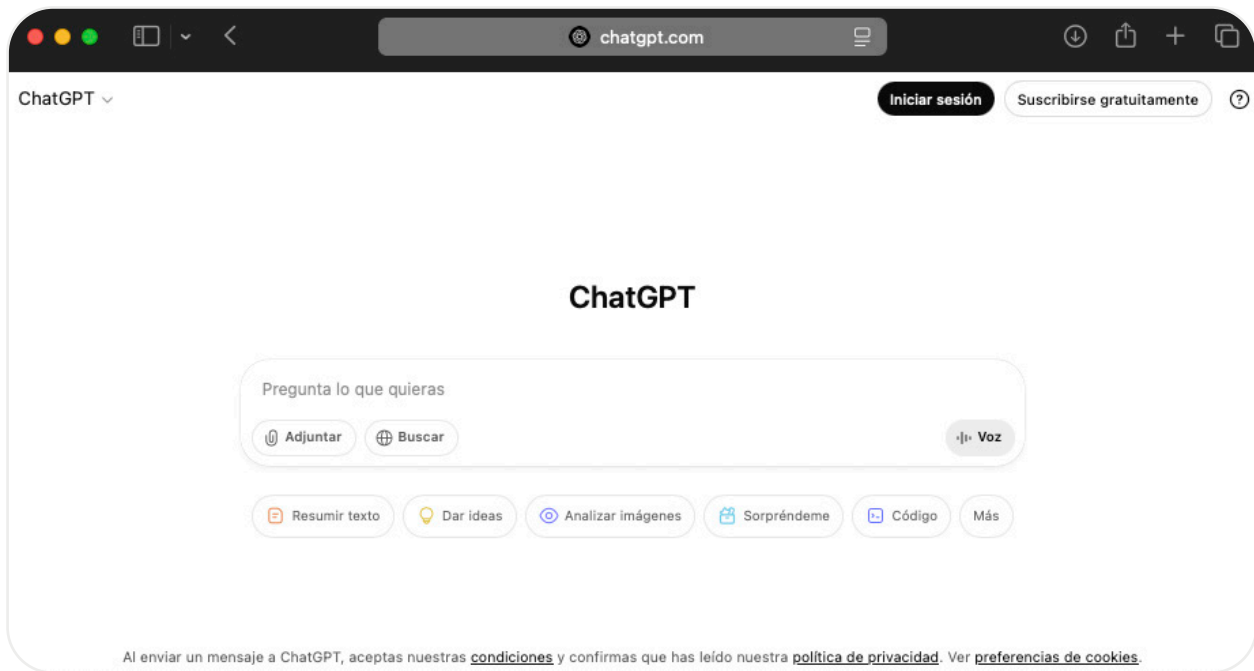 chatgpt.com
ChatGPT
Iniciar sesión
Suscribirse gratuitamente
ChatGPT
Pregunta lo que quieras
Adjuntar
Buscar
Voz
Resumir texto
Dar ideas
Analizar imágenes
Sorpréndeme
Código
Más
Al enviar un mensaje a ChatGPT, aceptas nuestras condiciones y confirmas que has leído nuestra política de privacidad. Ver preferencias de cookies.